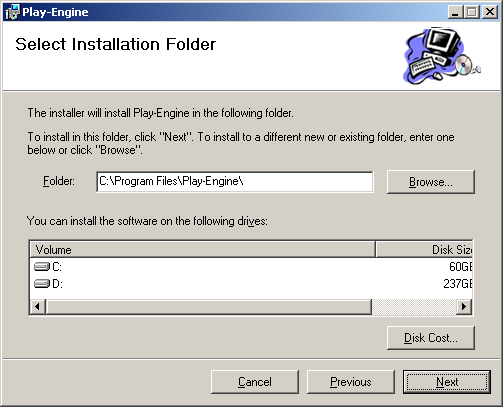 Play-Engine
Select Installation Folder
The installer will install Play-Engine in the following folder.
To install in this folder, click "Next". To install to a different new or existing folder, enter one
below or click "Browse".
Folder: C:\Program Files\Play-Engine\ Browse...
You can install the software on the following drives:
Volume Disk Size
C: 60GB
D: 237GB
Disk Cost...
Cancel Previous Next